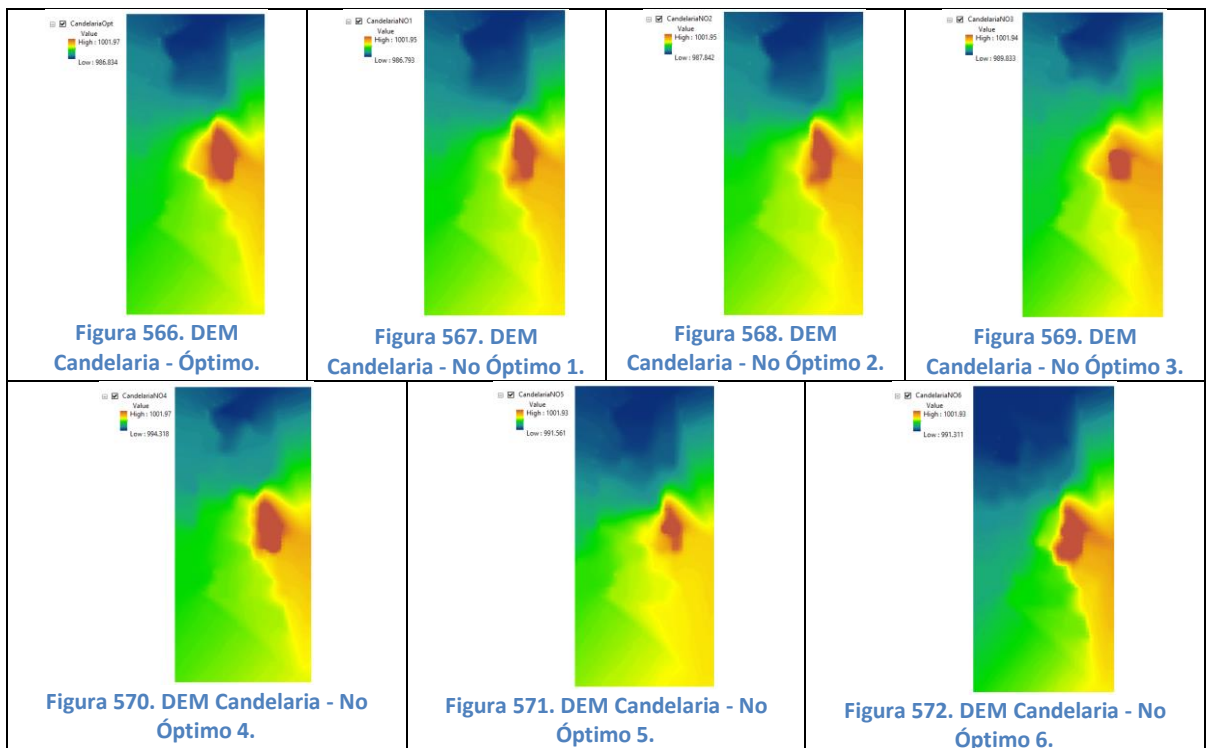 CandelariaOpt
Value
High : 1001.97
Low : 986.834
Figura 566. DEM
Candelaria - Óptimo.
CandelariaNO1
Value
High : 1001.95
Low : 986.793
Figura 567. DEM
Candelaria - No Óptimo 1.
CandelariaNO2
Value
High : 1001.95
Low : 987.842
Figura 568. DEM
Candelaria - No Óptimo 2.
CandelariaNO3
Value
High : 1001.94
Low : 989.833
Figura 569. DEM
Candelaria - No Óptimo 3.
CandelariaNO4
Value
High : 1001.97
Low : 994.318
Figura 570. DEM Candelaria - No
Óptimo 4.
CandelariaNO5
Value
High : 1001.93
Low : 991.561
Figura 571. DEM Candelaria - No
Óptimo 5.
CandelariaNO6
Value
High : 1001.93
Low : 991.311
Figura 572. DEM Candelaria - No
Óptimo 6.